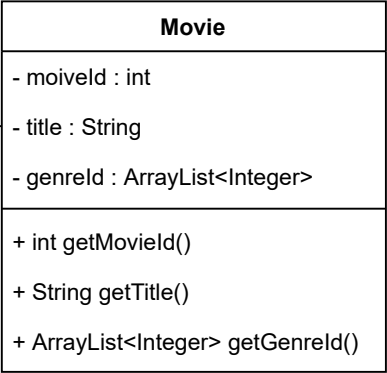 Movie
- moiveId : int
- title : String
- genreId : ArrayList<Integer>
+ int getMovieId()
+ String getTitle()
+ ArrayList<Integer> getGenreId()